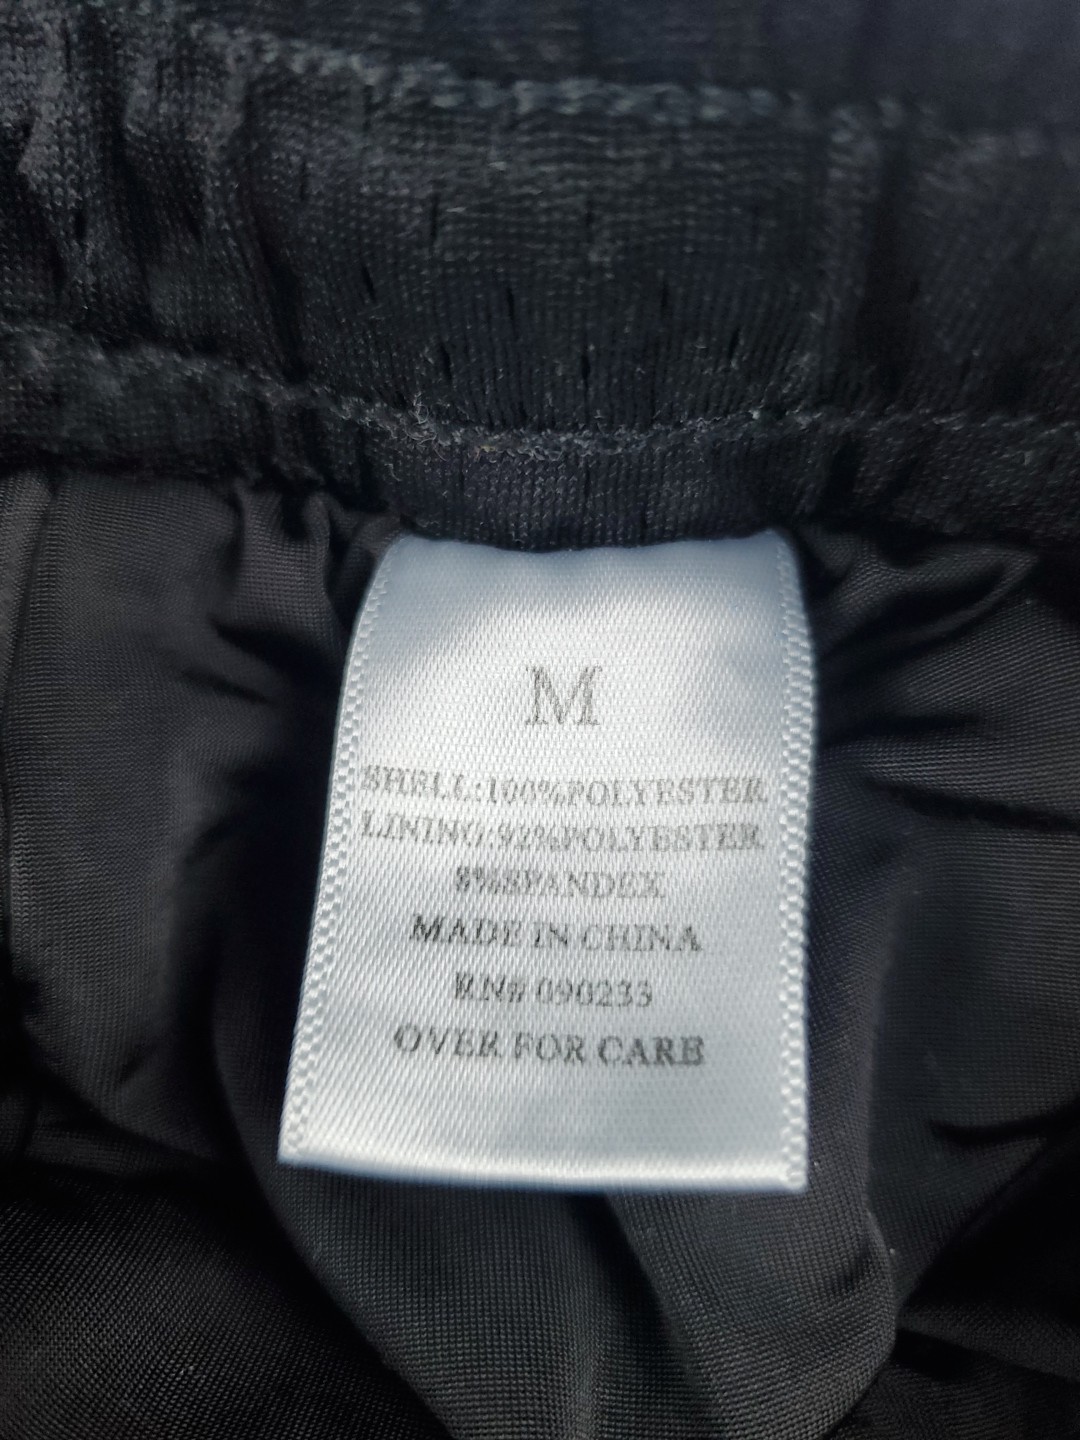 M
SHELL:100%POLYESTER
LINING:92%POLYESTER
8%SPANDEX
MADE IN CHINA
RN# 090233
OVER FOR CARE